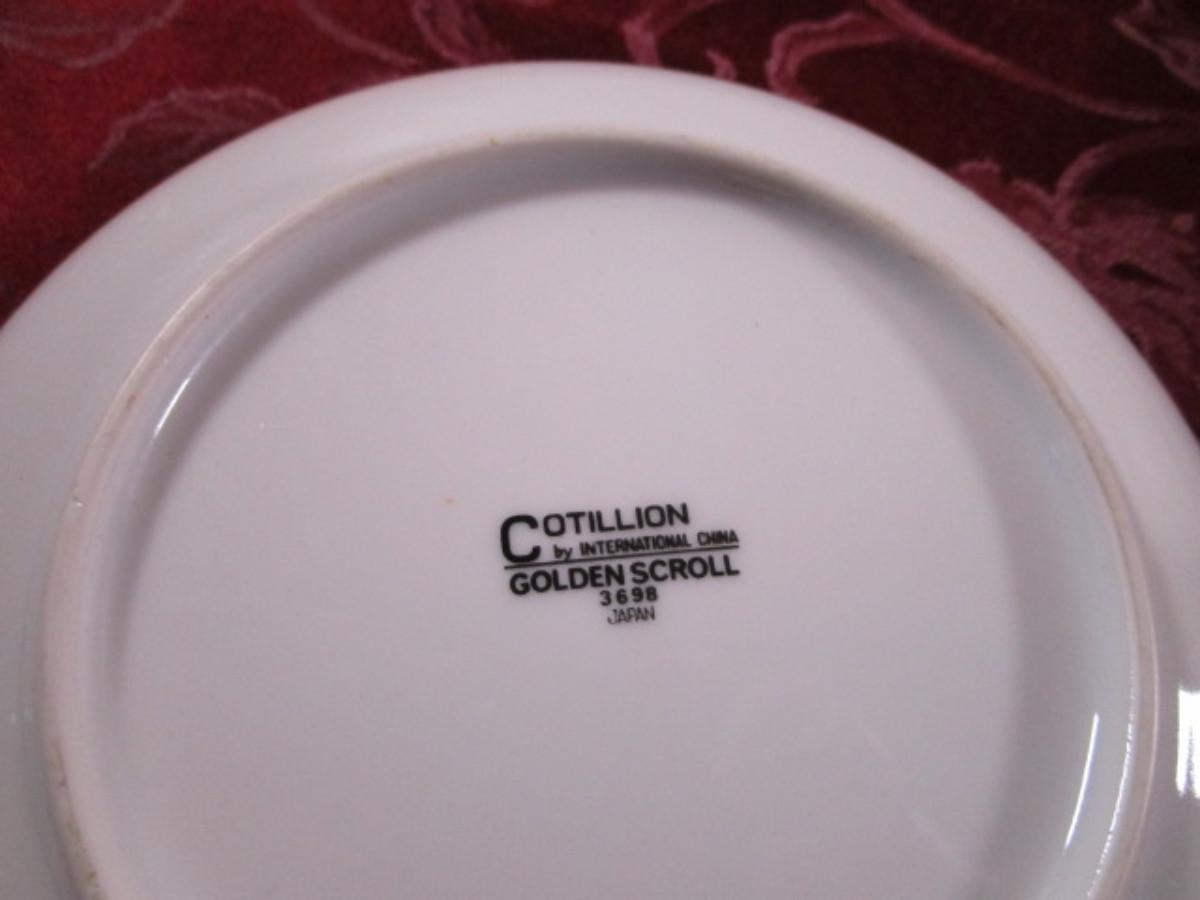 COTILLION
by INTERNATIONAL CHINA
GOLDEN SCROLL
3698
JAPAN